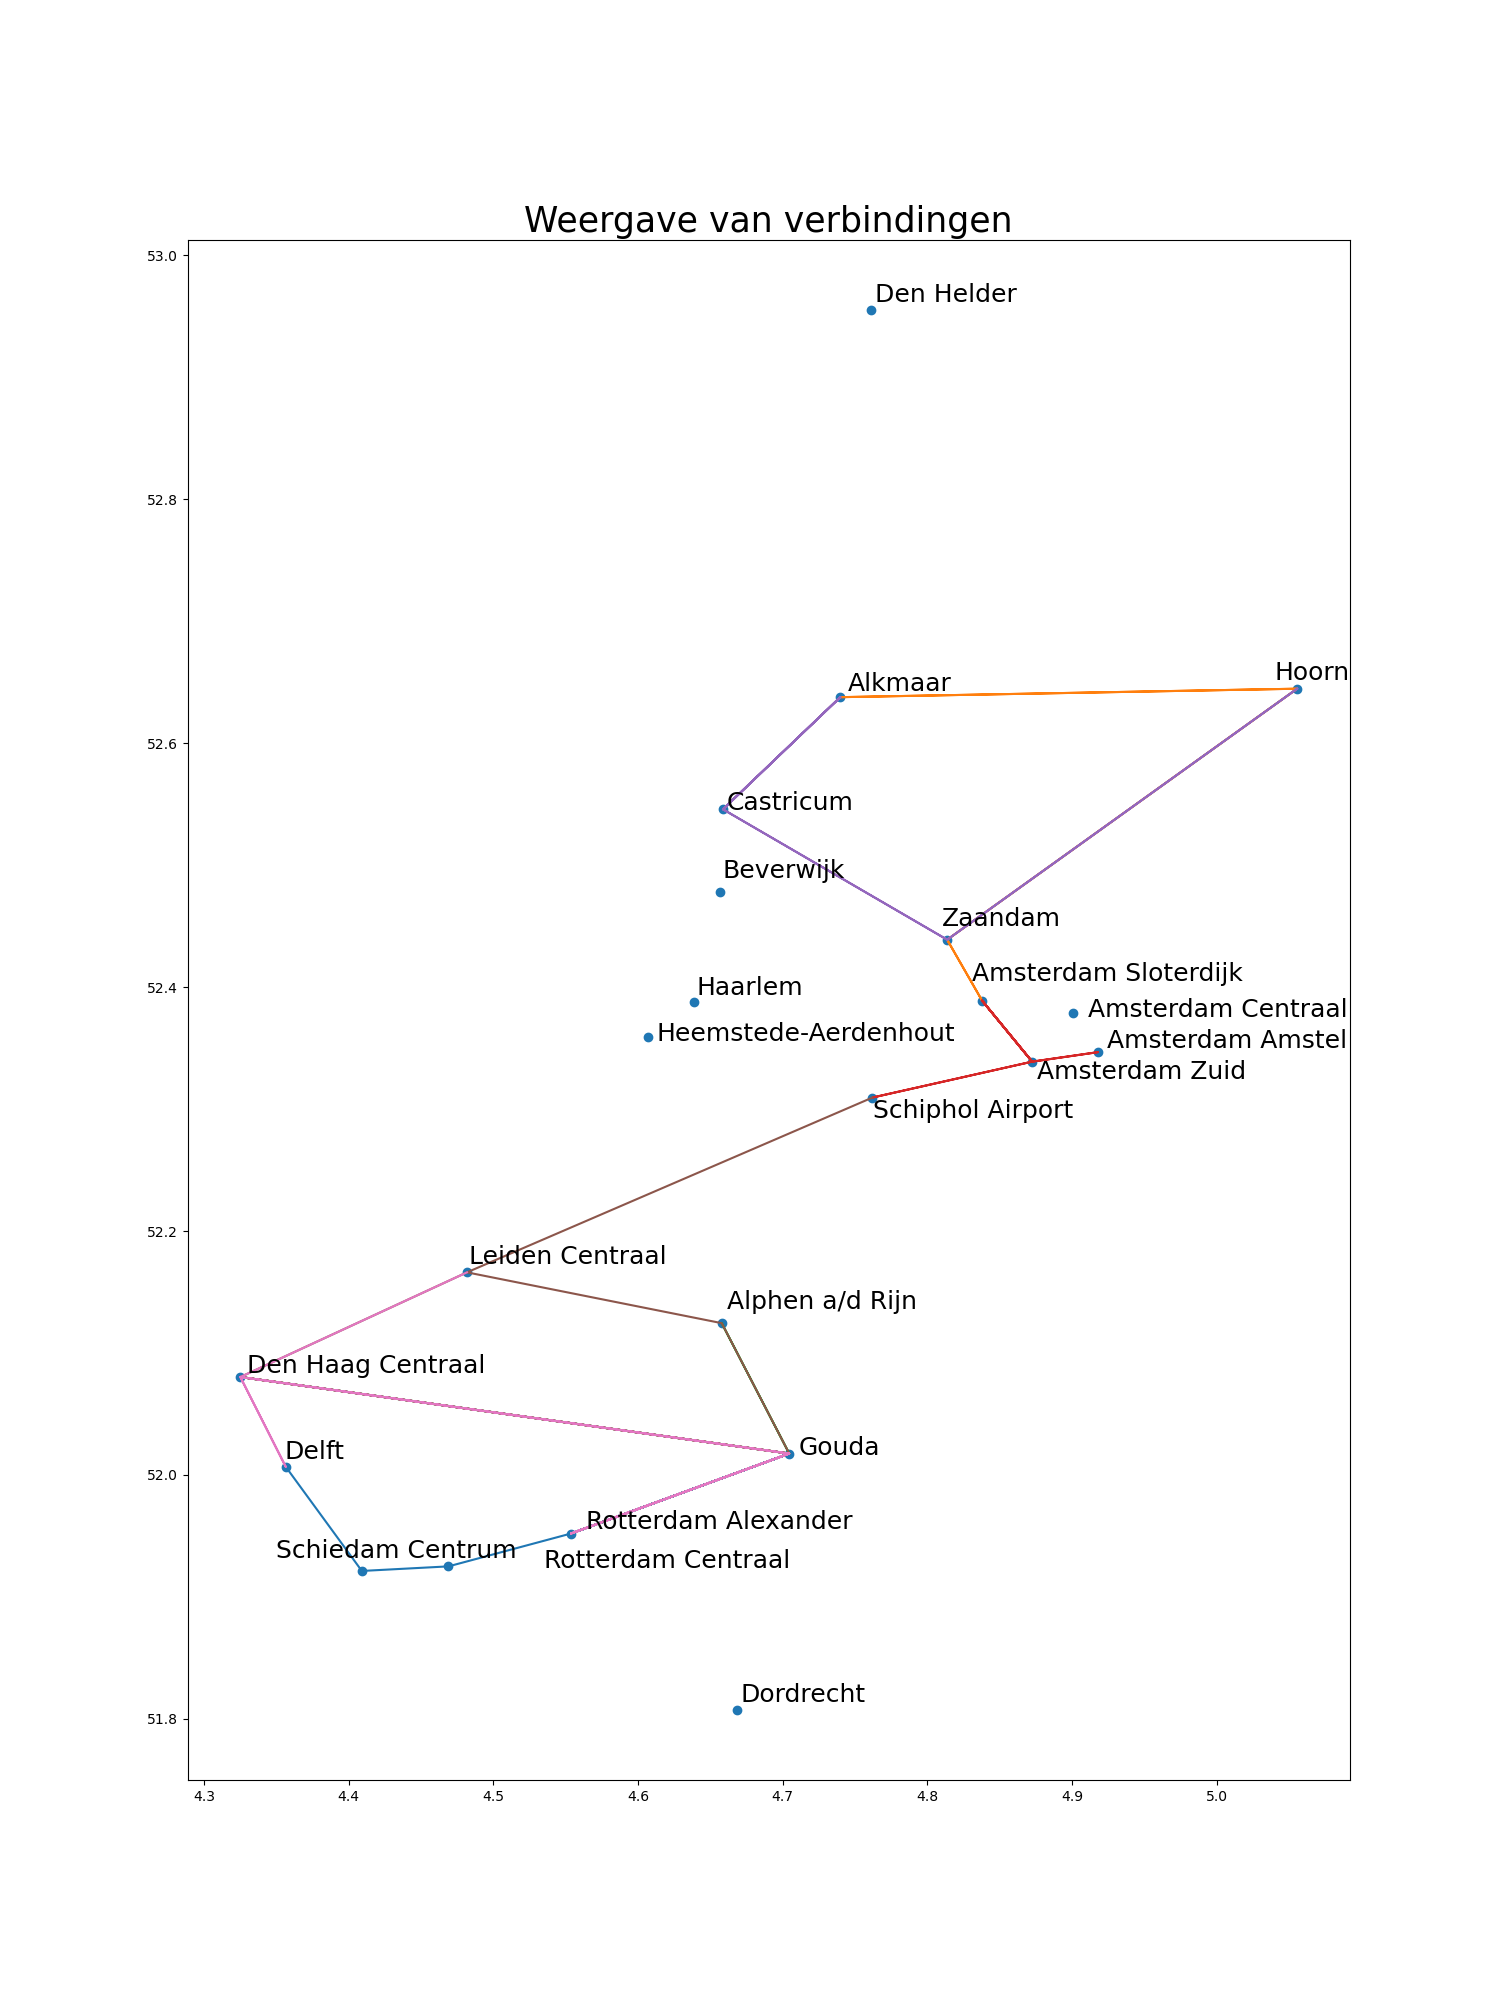 Weergave van verbindingen
53.0
Den Helder
52.8
Hoorn
Alkmaar
52.6
Castricum
Beverwijk
Zaandam
Amsterdam Sloterdijk
52.4
Haarlem
Amsterdam Centraal
Heemstede-Aerdenhout
Amsterdam Amstel
Amsterdam Zuid
Schiphol Airport
52.2
Leiden Centraal
Alphen a/d Rijn
Den Haag Centraal
Gouda
Delft
52.0
Rotterdam Alexander
Schiedam Centrum
Rotterdam Centraal
Dordrecht
51.8
4.3 4.4 4.5 4.6 4.7 4.8 4.9 5.0